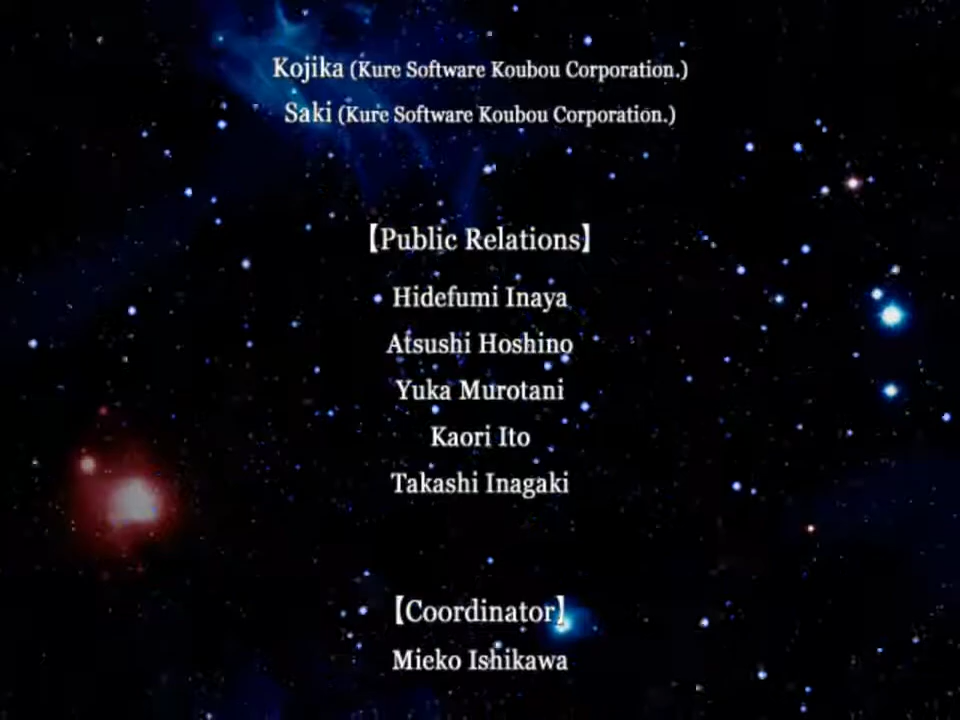 Kojika (Kure Software Koubou Corporation.)
Saki (Kure Software Koubou Corporation.)
【Public Relations】
Hidefumi Inaya
Atsushi Hoshino
Yuka Murotani
Kaori Ito
Takashi Inagaki
【Coordinator】
Mieko Ishikawa